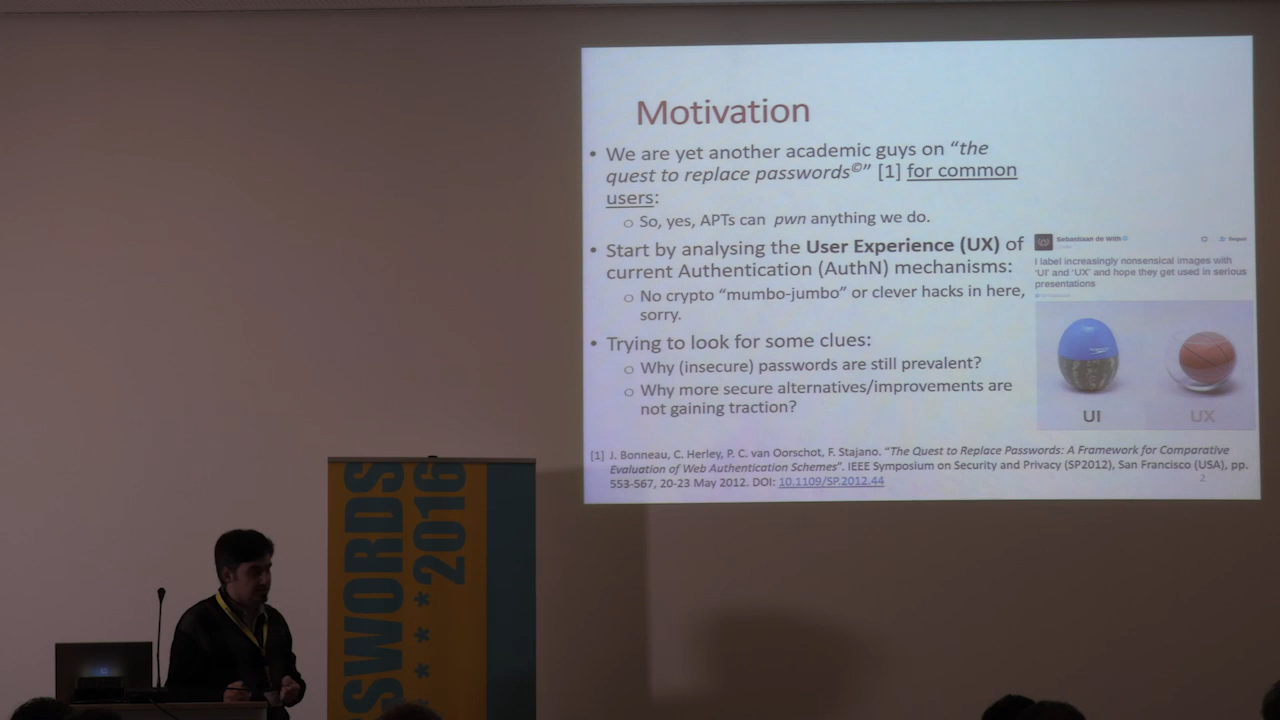 Motivation
• We are yet another academic guys on “the
quest to replace passwords©” [1] for common
users:
o So, yes, APTs can pwn anything we do.
• Start by analysing the User Experience (UX) of
current Authentication (AuthN) mechanisms:
o No crypto “mumbo-jumbo” or clever hacks in here,
sorry.
• Trying to look for some clues:
o Why (insecure) passwords are still prevalent?
o Why more secure alternatives/improvements are
not gaining traction?
Sebastiaan de With
I label increasingly nonsensical images with
'UI' and 'UX' and hope they get used in serious
presentations
UI
UX
[1] J. Bonneau, C. Herley, P. C. van Oorschot, F. Stajano. “The Quest to Replace Passwords: A Framework for Comparative
Evaluation of Web Authentication Schemes”. IEEE Symposium on Security and Privacy (SP2012), San Francisco (USA), pp.
553-567, 20-23 May 2012. DOI: 10.1109/SP.2012.44
2
SWORDS
* * * * 2016